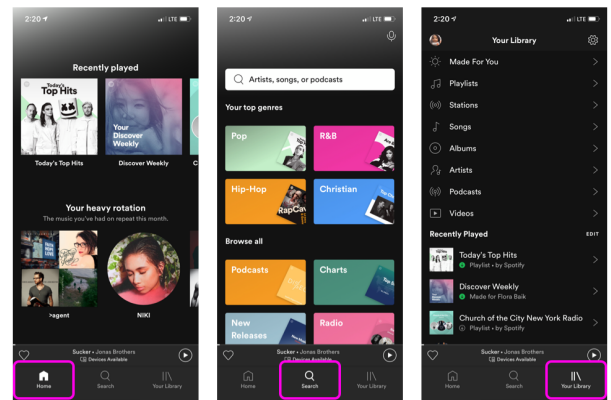 2:20
LTE
Recently played
Today's
Top Hits
Your
Discover
Weekly
Today's Top Hits
Discover Weekly
C
Your heavy rotation
The music you've had on repeat this month.
>agent
NIKI
Sucker • Jonas Brothers
Devices Available
Home
Search
Your Library
2:20
LTE
Artists, songs, or podcasts
Your top genres
Pop
R&B
Hip-Hop
RapCav
Christian
Browse all
Podcasts
Charts
New
Releases
Radio
Sucker • Jonas Brothers
Devices Available
Home
Search
Your Library
2:20
LTE
Your Library
Made For You
Playlists
Stations
Songs
Albums
Artists
Podcasts
Videos
Recently Played
EDIT
Today's Top Hits
Playlist • by Spotify
Discover Weekly
Made for Flora Baik
Church of the City New York Radio
Playlist • by Spotify
Sucker • Jonas Brothers
Devices Available
Home
Search
Your Library